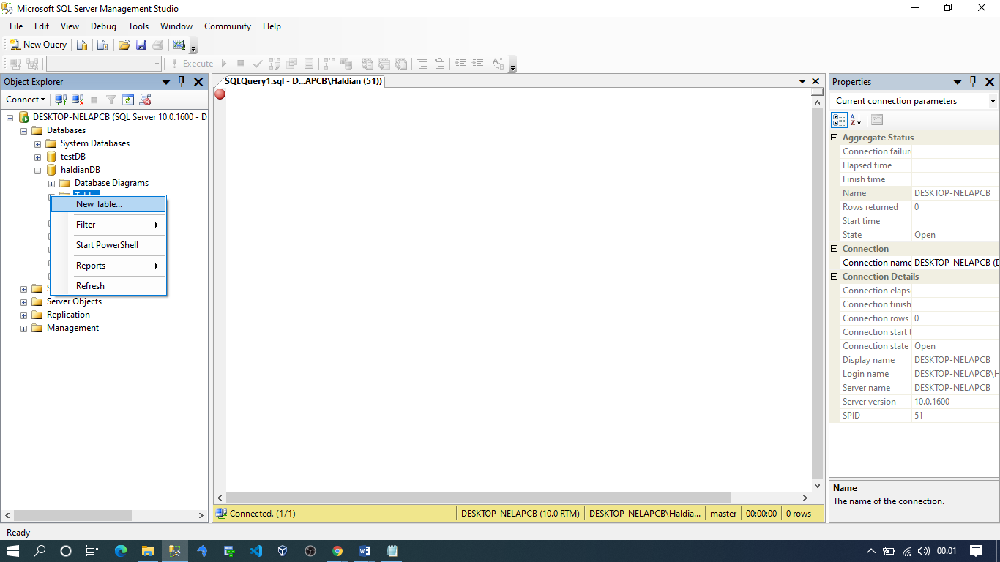 Microsoft SQL Server Management Studio
File Edit View Debug Tools Window Community Help
New Query
Execute
Object Explorer
Connect
DESKTOP-NELAPCB (SQL Server 10.0.1600 - D
Databases
System Databases
testDB
haldianDB
Database Diagrams
New Table...
Filter
Start PowerShell
Reports
Refresh
Server Objects
Replication
Management
SQLQuery1.sql - D...APCB\Haldian (51))
Connected. (1/1)
DESKTOP-NELAPCB (10.0 RTM)
DESKTOP-NELAPCB\Haldia...
master
00:00:00
0 rows
Properties
Current connection parameters
Aggregate Status
Connection failur
Elapsed time
Finish time
Name DESKTOP-NELAPCB
Rows returned 0
Start time
State Open
Connection
Connection name DESKTOP-NELAPCB (D
Connection Details
Connection elaps
Connection finish
Connection rows 0
Connection start t
Connection state Open
Display name DESKTOP-NELAPCB
Login name DESKTOP-NELAPCB\H
Server name DESKTOP-NELAPCB
Server version 10.0.1600
SPID 51
Name
The name of the connection.
Ready
00.01